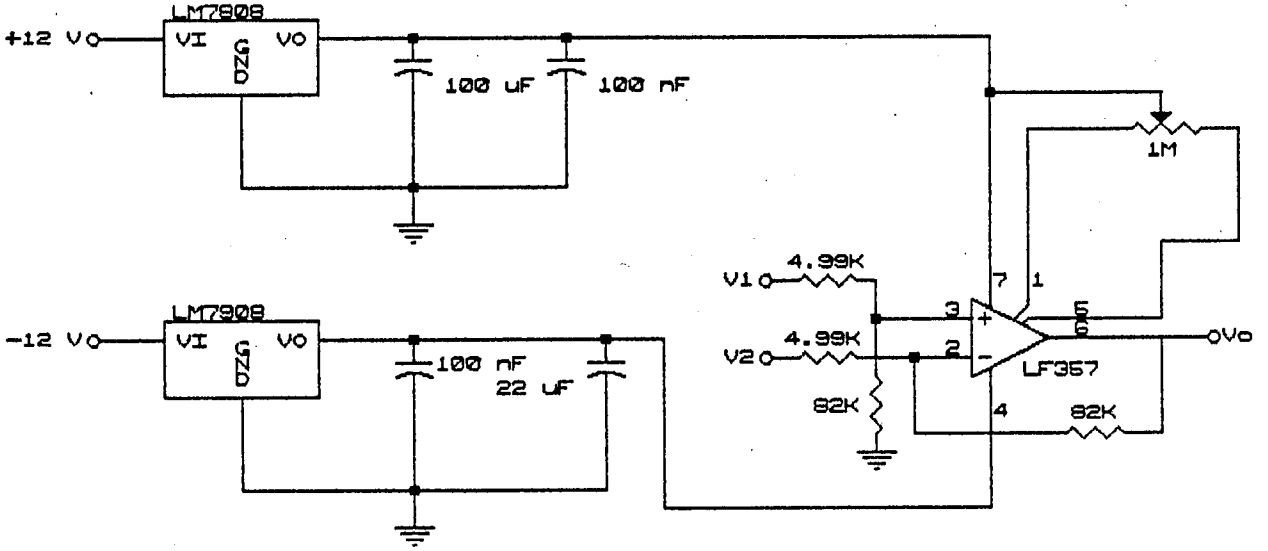 LM7808
+12 V
VI
GND
VO
100 uF
100 nF
1M
V1
4.99K
7
1
3
+
5
6
Vo
V2
4.99K
2
-
LF357
82K
4
82K
LM7908
-12 V
VI
GND
VO
100 nF
22 uF